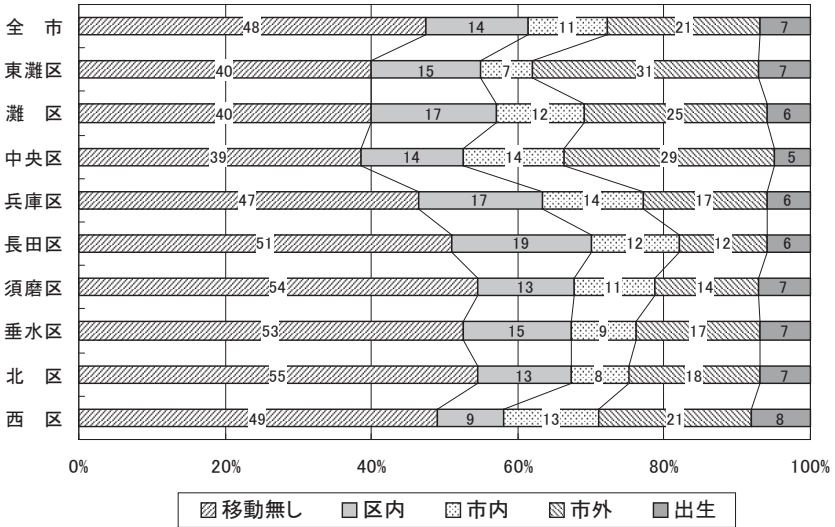 全 市 48 14 11 21 7
東灘区 40 15 7 31 7
灘 区 40 17 12 25 6
中央区 39 14 14 29 5
兵庫区 47 17 14 17 6
長田区 51 19 12 12 6
須磨区 54 13 11 14 7
垂水区 53 15 9 17 7
北 区 55 13 8 18 7
西 区 49 9 13 21 8
0% 20% 40% 60% 80% 100%
移動無し 区内 市内 市外 出生